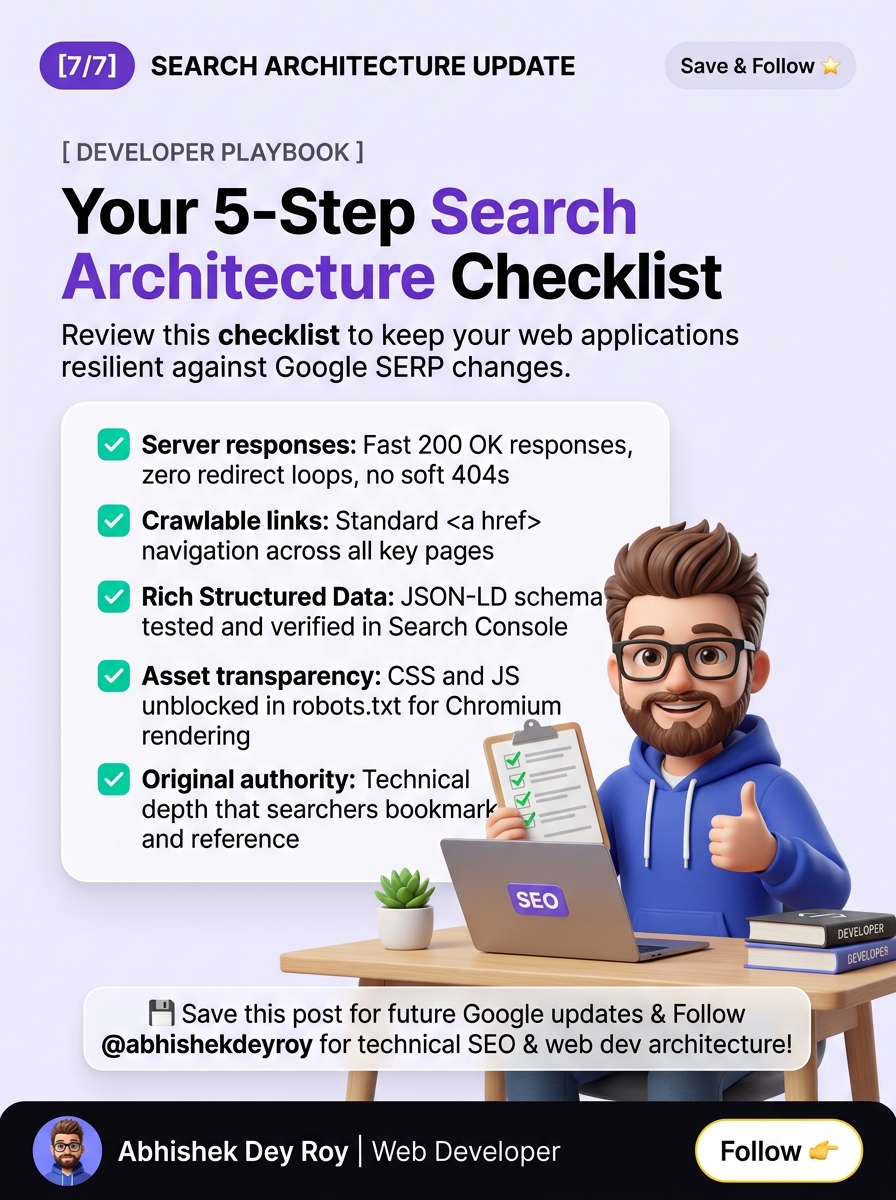 [7/7] SEARCH ARCHITECTURE UPDATE
Save & Follow ⭐
[ DEVELOPER PLAYBOOK ]
Your 5-Step Search
Architecture Checklist
Review this checklist to keep your web applications
resilient against Google SERP changes.
Server responses: Fast 200 OK responses,
zero redirect loops, no soft 404s
Crawlable links: Standard <a href>
navigation across all key pages
Rich Structured Data: JSON-LD schema
tested and verified in Search Console
Asset transparency: CSS and JS
unblocked in robots.txt for Chromium
rendering
Original authority: Technical
depth that searchers bookmark
and reference
SEO
DEVELOPER
DEVELOPES
💾 Save this post for future Google updates & Follow
@abhishekdeyroy for technical SEO & web dev architecture!
Abhishek Dey Roy | Web Developer
Follow 👉